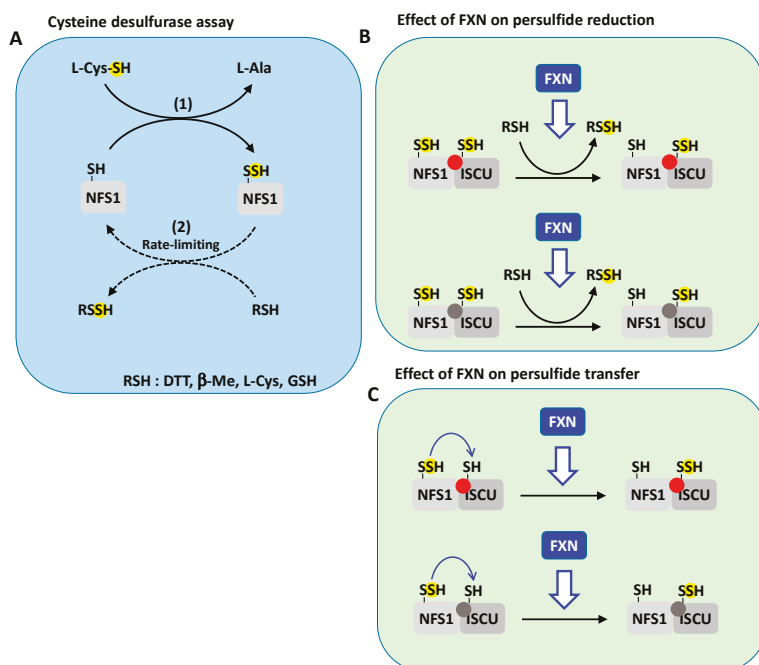 Cysteine desulfurase assay
A
L-Cys-SH
L-Ala
(1)
SH
NFS1
SSH
NFS1
(2)
Rate-limiting
RSSH
RSH
RSH : DTT, β-Me, L-Cys, GSH
Effect of FXN on persulfide reduction
B
FXN
RSH
RSSH
SSH
SSH
NFS1
ISCU
SH
SSH
NFS1
ISCU
FXN
RSH
RSSH
SSH
SSH
NFS1
ISCU
SH
SSH
NFS1
ISCU
Effect of FXN on persulfide transfer
C
FXN
SSH
SH
NFS1
ISCU
SH
SSH
NFS1
ISCU
FXN
SSH
SH
NFS1
ISCU
SH
SSH
NFS1
ISCU